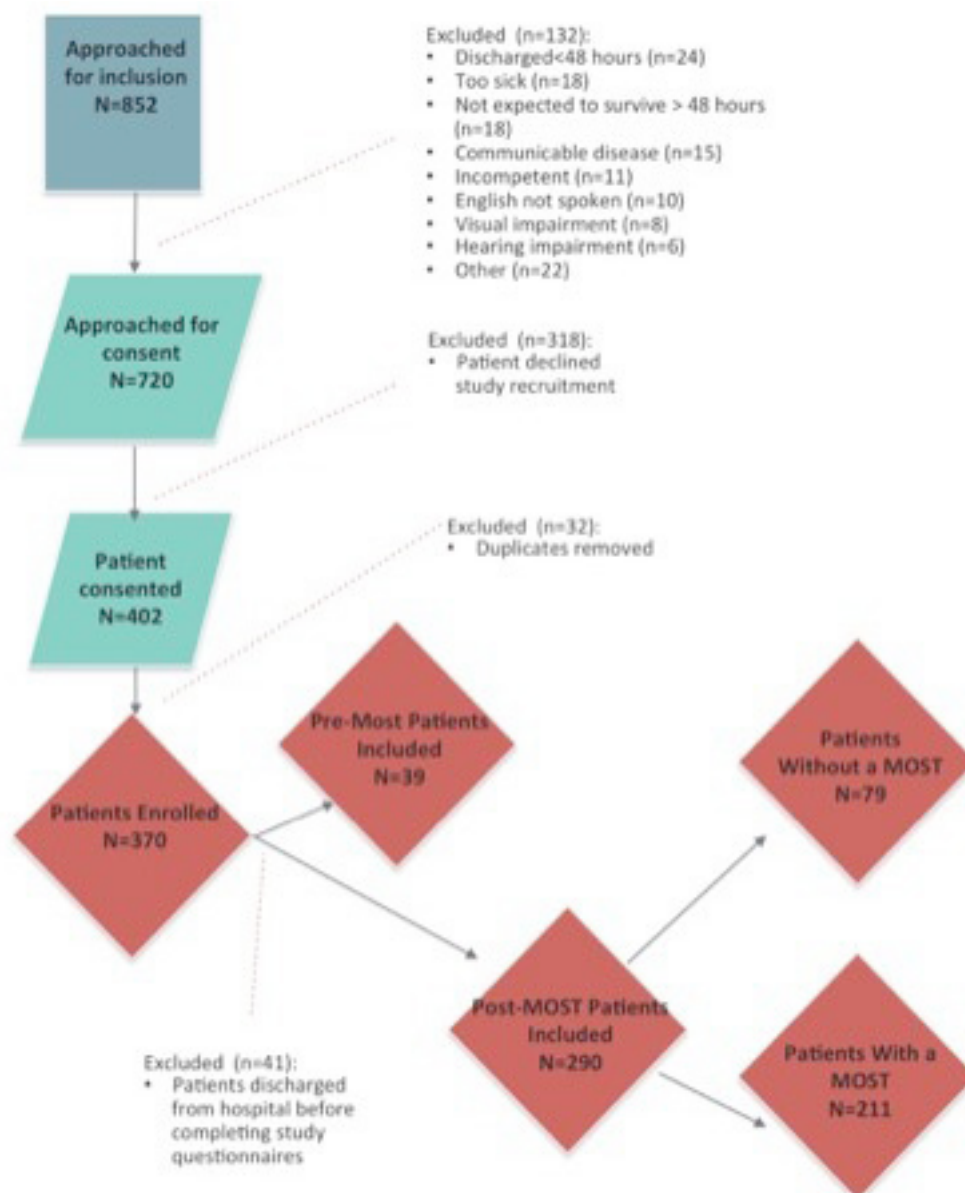 Approached
for inclusion
N=852
Excluded (n=132):
• Discharged<48 hours (n=24)
• Too sick (n=18)
• Not expected to survive > 48 hours
(n=18)
• Communicable disease (n=15)
• Incompetent (n=11)
• English not spoken (n=10)
• Visual impairment (n=8)
• Hearing impairment (n=6)
• Other (n=22)
Approached for
consent
N=720
Excluded (n=318):
• Patient declined
study recruitment
Patient
consented
N=402
Excluded (n=32):
• Duplicates removed
Patients Enrolled
N=370
Pre-Most Patients
Included
N=39
Patients
Without a MOST
N=79
Excluded (n=41):
• Patients discharged
from hospital before
completing study
questionnaires
Post-MOST Patients
Included
N=290
Patients With a
MOST
N=211